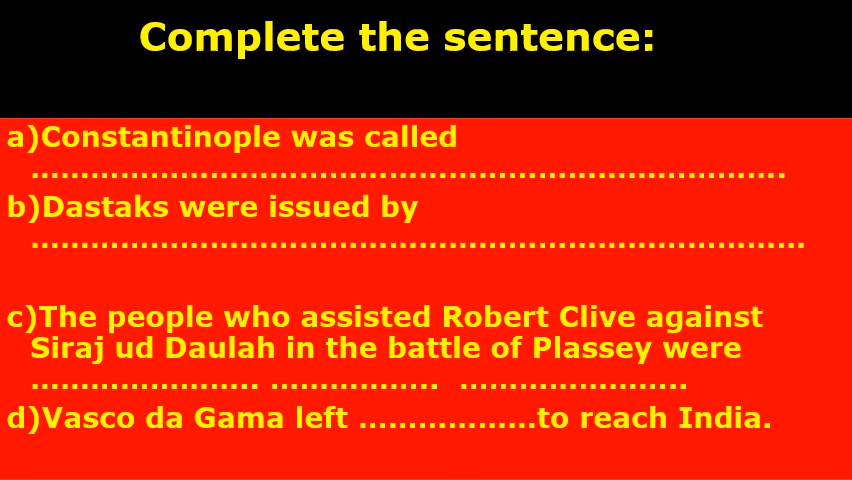 Complete the sentence:
a)Constantinople was called
…………………………………………………………………..
b)Dastaks were issued by
……………………………………………………………………
c)The people who assisted Robert Clive against
Siraj ud Daulah in the battle of Plassey were
………………….. ……………..  …………………..
d)Vasco da Gama left ………………to reach India.